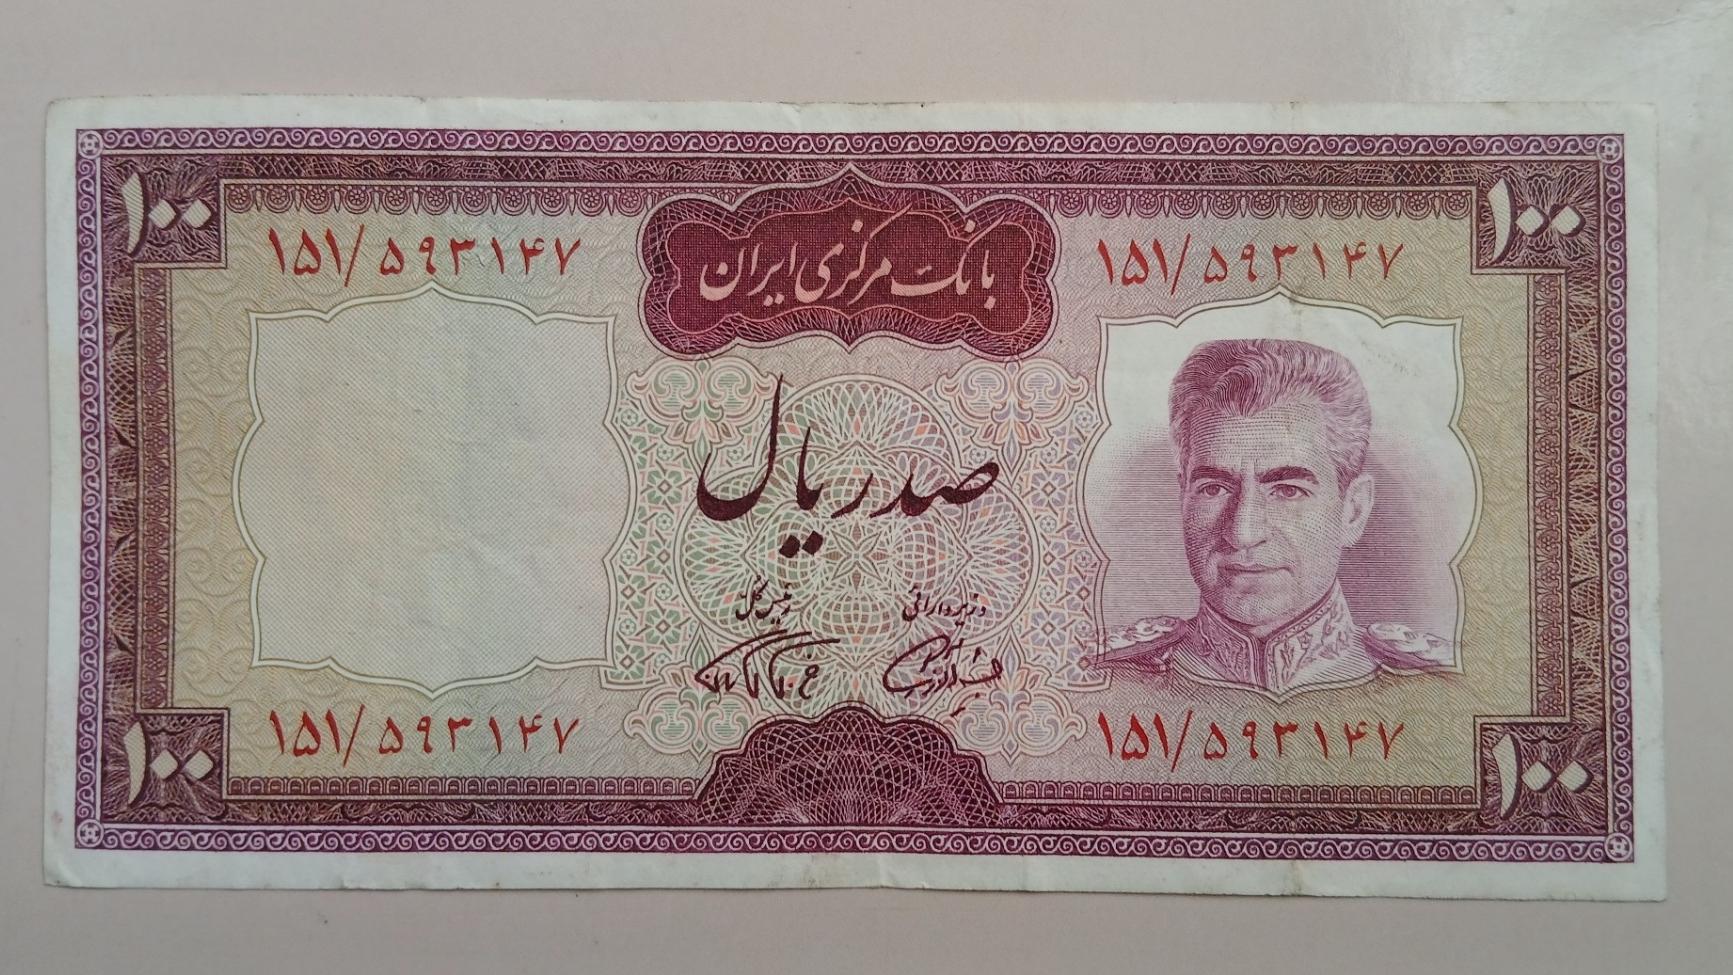 ۱۰۰
۱۰۰
۱۵۱/۵۹۳۱۴۷
۱۵۱/۵۹۳۱۴۷
بانک مرکزی ایران
صد ریال
وزیر دارائی
رئیس کل
۱۵۱/۵۹۳۱۴۷
۱۵۱/۵۹۳۱۴۷
۱۰۰
۱۰۰